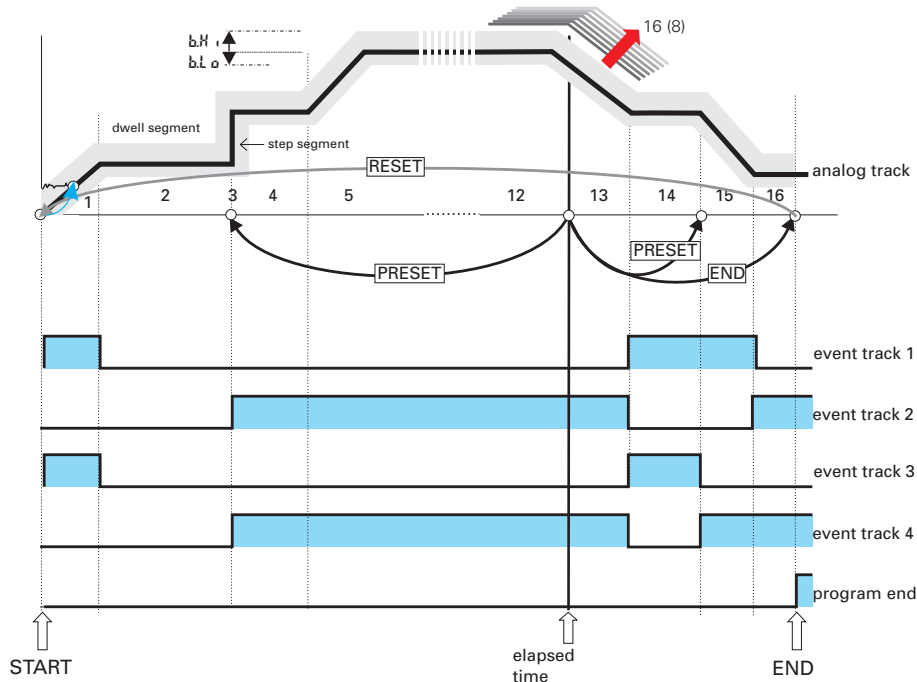 16 (8)
b.Hi
b.Lo
dwell segment
step segment
RESET
analog track
1 2 3 4 5 12 13 14 15 16
PRESET
PRESET
END
event track 1
event track 2
event track 3
event track 4
program end
START
elapsed
time
END